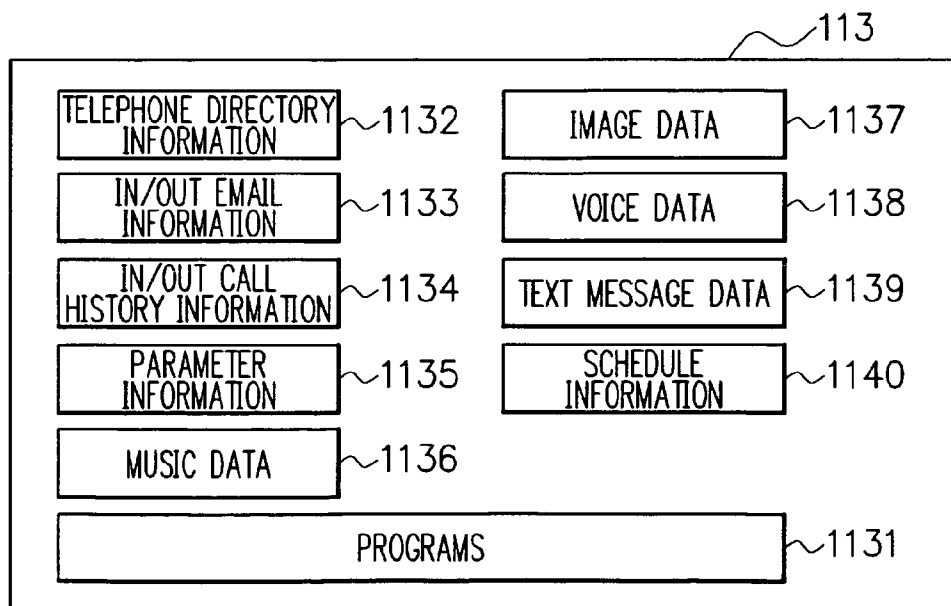 113
TELEPHONE DIRECTORY
INFORMATION
1132
IN/OUT EMAIL
INFORMATION
1133
IN/OUT CALL
HISTORY INFORMATION
1134
PARAMETER
INFORMATION
1135
MUSIC DATA
1136
IMAGE DATA
1137
VOICE DATA
1138
TEXT MESSAGE DATA
1139
SCHEDULE
INFORMATION
1140
PROGRAMS
1131